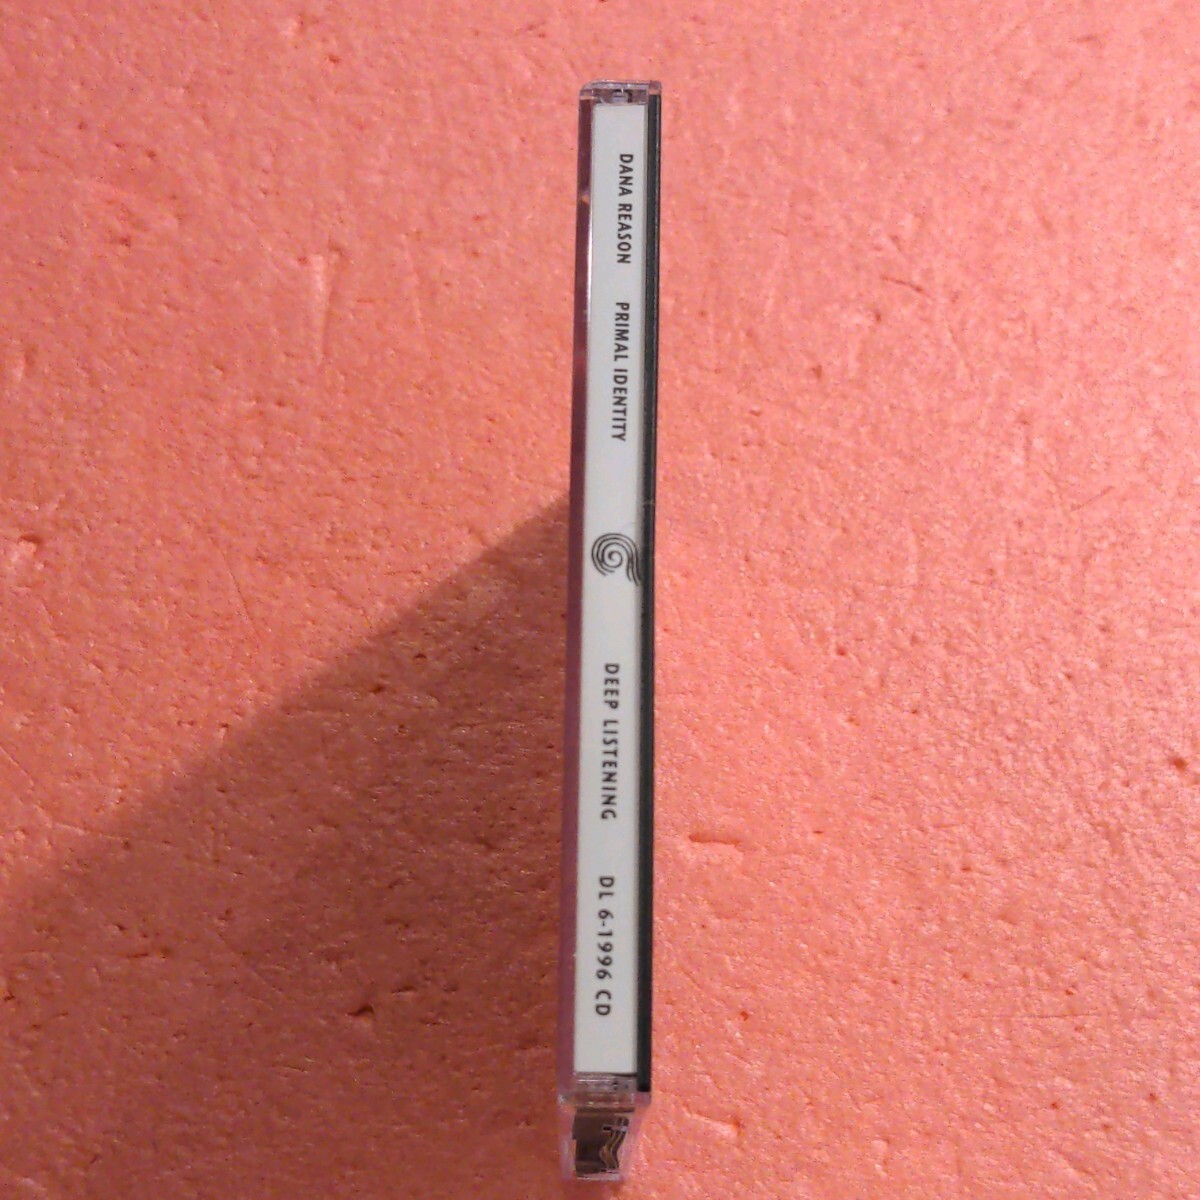 DANA REASON PRIMAL IDENTITY DEEP LISTENING DL 6-1996 CD